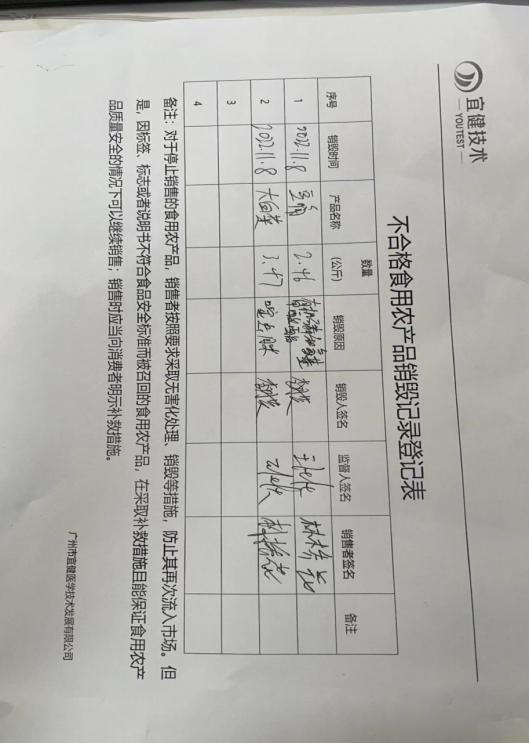 宜健技术
YOUTEST
不合格食用农产品销毁记录登记表
序号 销毁时间 产品名称 数量(公斤) 销毁原因 销毁人签名 监督人签名 销售者签名 备注
1 2022.11.8 2.46
2 2022.11.8 大白菜 3.47 啶虫脒
3
4
备注：对于停止销售的食用农产品，销售者按照要求采取无害化处理、销毁等措施，防止其再次流入市场。但
是，因标签、标志或者说明书不符合食品安全标准而被召回的食用农产品，在采取补救措施且能保证食用农产
品质量安全的情况下可以继续销售；销售时应当向消费者明示补救措施。
广州市宜健医学技术发展有限公司